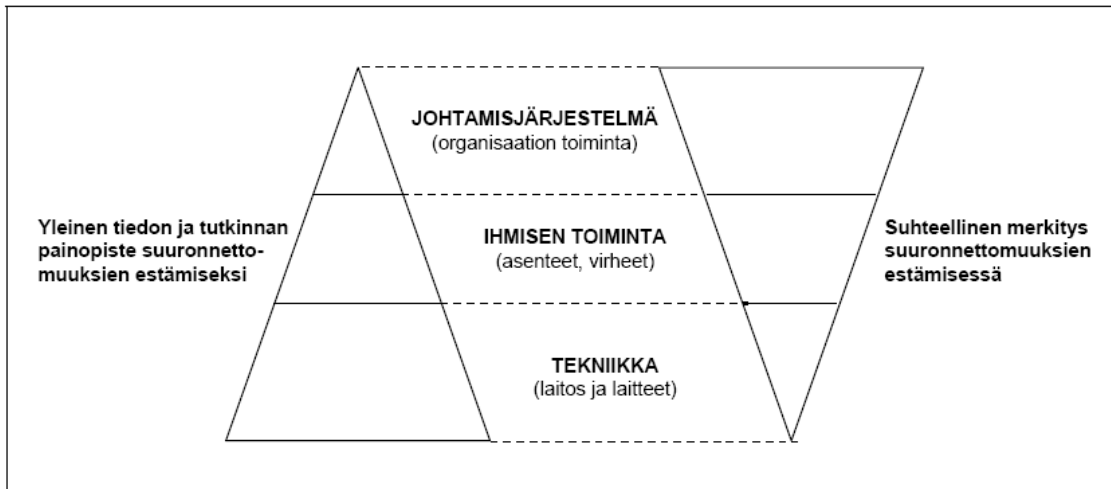 JOHTAMISJÄRJESTELMÄ
(organisaation toiminta)
Yleinen tiedon ja tutkinnan
painopiste suuronnetto-
muuksien estämiseksi
IHMISEN TOIMINTA
(asenteet, virheet)
Suhteellinen merkitys
suuronnettomuuksien
estämisessä
TEKNIIKKA
(laitos ja laitteet)